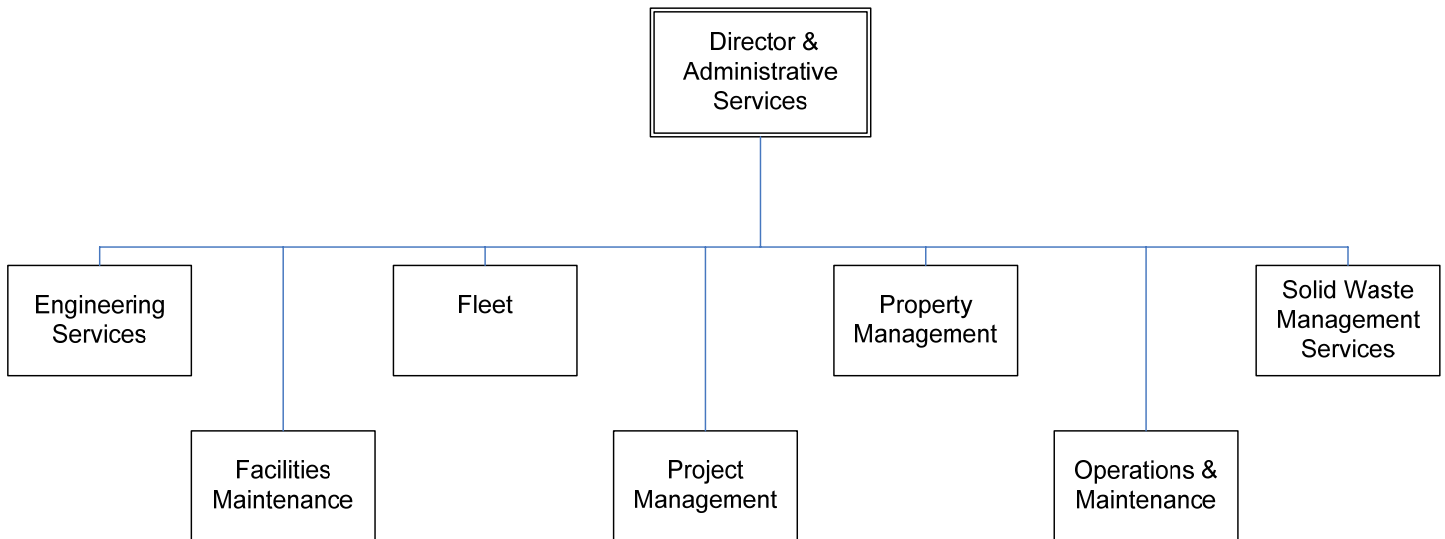 Director &
Administrative
Services
Engineering
Services
Fleet
Property
Management
Solid Waste
Management
Services
Facilities
Maintenance
Project
Management
Operations &
Maintenance